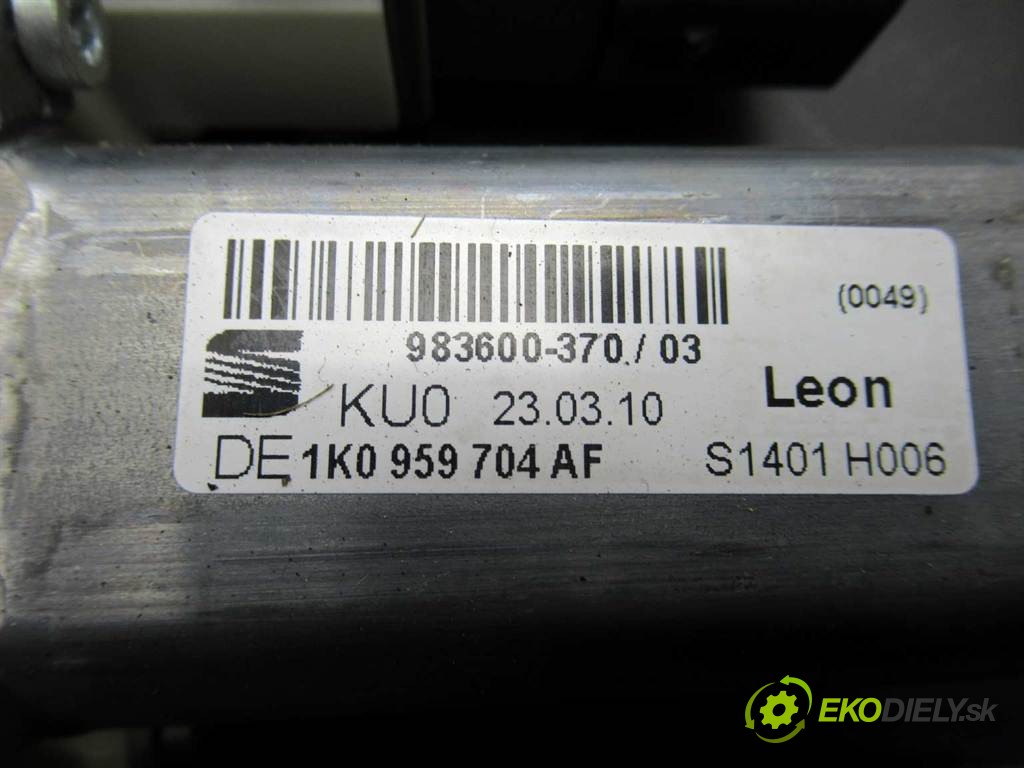 (0049)
983600-370 / 03
Leon
KU0 23.03.10
DE 1K0 959 704 AF S1401 H006
EKODIELY.sk